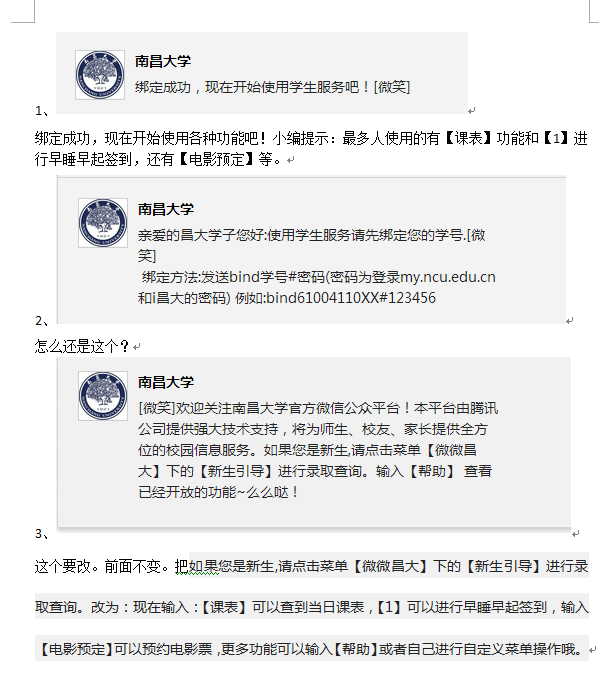 南昌大学
绑定成功，现在开始使用学生服务吧！[微笑]
1、
绑定成功，现在开始使用各种功能吧！小编提示：最多人使用的有【课表】功能和【1】进
行早睡早起签到，还有【电影预定】等。
南昌大学
亲爱的昌大学子您好:使用学生服务请先绑定您的学号.[微
笑]
绑定方法:发送bind学号#密码(密码为登录my.ncu.edu.cn
和i昌大的密码) 例如:bind61004110XX#123456
2、
怎么还是这个？
南昌大学
[微笑]欢迎关注南昌大学官方微信公众平台！本平台由腾讯
公司提供强大技术支持，将为师生、校友、家长提供全方
位的校园信息服务。如果您是新生,请点击菜单【微微昌
大】下的【新生引导】进行录取查询。输入【帮助】 查看
已经开放的功能~么么哒！
3、
这个要改。前面不变。把如果您是新生,请点击菜单【微微昌大】下的【新生引导】进行录
取查询。改为：现在输入：【课表】可以查到当日课表，【1】可以进行早睡早起签到，输入
【电影预定】可以预约电影票，更多功能可以输入【帮助】或者自己进行自定义菜单操作哦。